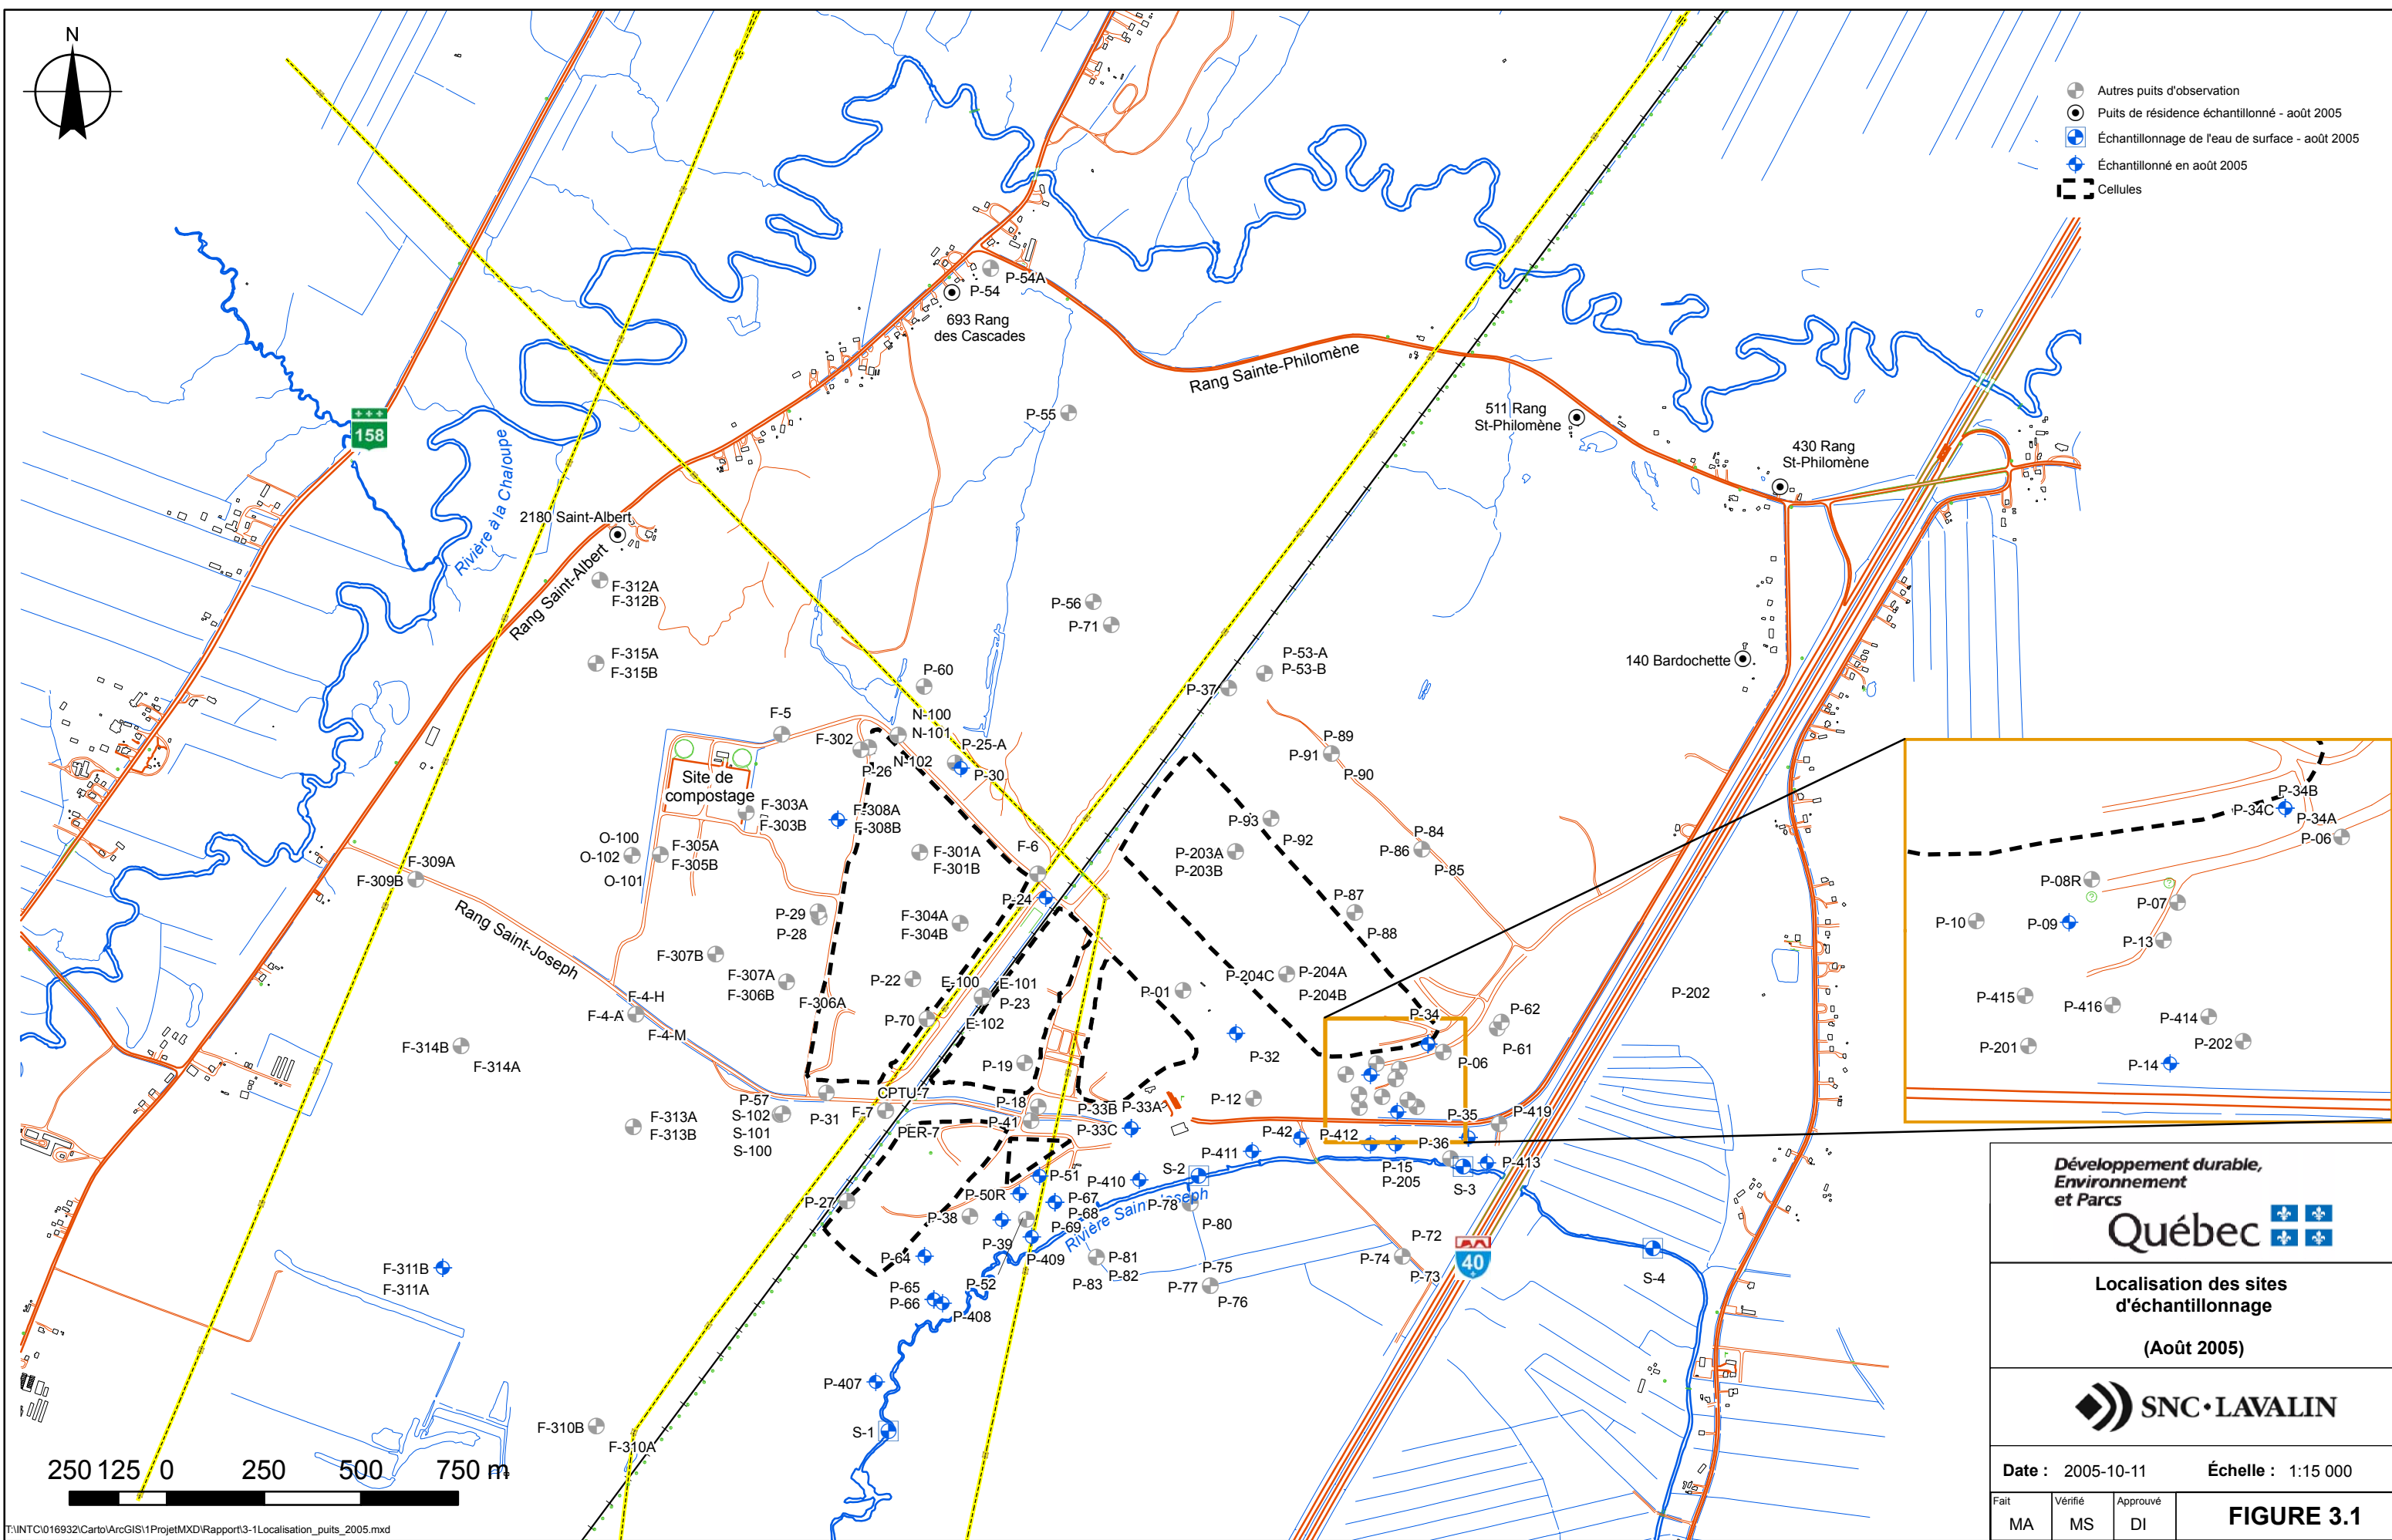 N
Autres puits d'observation
Puits de résidence échantillonné - août 2005
Échantillonnage de l'eau de surface - août 2005
Échantillonné en août 2005
Cellules
P-54A
P-54
693 Rang
des Cascades
Rang Sainte-Philomène
P-55
511 Rang
St-Philomène
430 Rang
St-Philomène
158
Rivière à la Chaloupe
2180 Saint-Albert
Rang Saint-Albert
F-312A
F-312B
P-56
P-71
F-315A
F-315B
P-60
P-53-A
P-53-B
P-37
140 Bardochette
F-5
N-100
N-101
F-302
P-25-A
N-102
P-26
P-30
P-89
P-91
P-90
Site de
compostage
F-303A
F-303B
F-308A
F-308B
P-93
P-92
P-84
P-86
P-85
O-100
O-102
O-101
F-305A
F-305B
F-301A
F-301B
F-6
P-203A
P-203B
F-309A
F-309B
Rang Saint-Joseph
P-29
P-28
P-24
F-304A
F-304B
P-87
P-88
F-307B
F-307A
F-306B
F-306A
P-22
E-100
E-101
P-23
E-102
P-70
P-01
P-204C
P-204A
P-204B
P-202
F-4-H
F-4-A
F-4-M
P-34
P-62
P-61
P-06
P-32
F-314B
F-314A
P-19
CPTU-7
P-57
S-102
S-101
S-100
P-31
F-7
P-18
P-33B
P-33A
P-12
P-41
P-33C
PER-7
P-35
P-419
F-313A
F-313B
P-42
P-412
P-36
P-411
P-15
P-205
P-413
S-2
S-3
P-51
P-410
P-50R
P-67
P-68
P-27
P-38
P-69
P-78
P-80
Rivière Saint-Joseph
P-39
P-409
P-64
P-81
P-82
P-83
P-75
P-77
P-76
P-72
P-74
P-73
40
S-4
P-52
P-65
P-66
P-408
F-311B
F-311A
P-407
S-1
F-310B
F-310A
P-34B
P-34C
P-34A
P-06
P-08R
P-07
P-10
P-09
P-13
P-415
P-416
P-414
P-201
P-202
P-14
250 125 0 250 500 750 m
T:\INTC\016932\Carto\ArcGIS\1ProjetMXD\Rapport\3-1Localisation_puits_2005.mxd
Développement durable,
Environnement
et Parcs
Québec
Localisation des sites
d'échantillonnage
(Août 2005)
SNC•LAVALIN
Date : 2005-10-11 Échelle : 1:15 000
Fait Vérifié Approuvé
MA MS DI
FIGURE 3.1